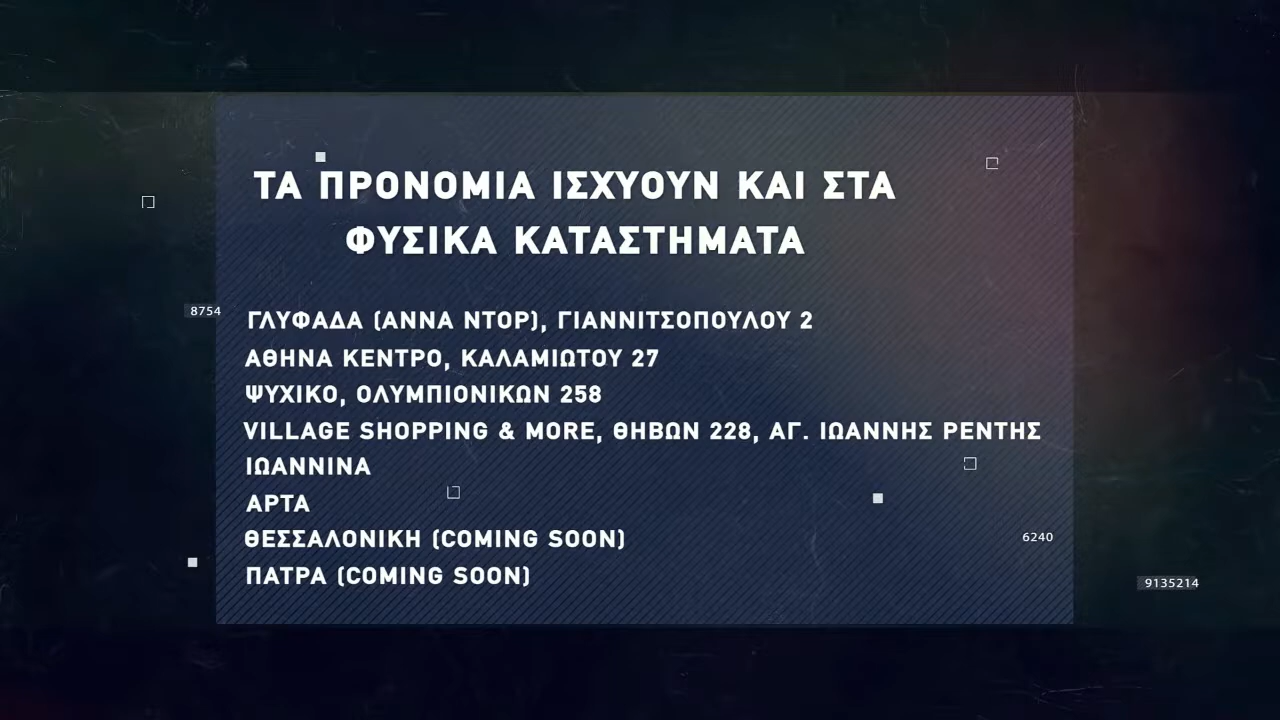 ΤΑ ΠΡΟΝΟΜΙΑ ΙΣΧΥΟΥΝ ΚΑΙ ΣΤΑ
ΦΥΣΙΚΑ ΚΑΤΑΣΤΗΜΑΤΑ
8754
ΓΛΥΦΑΔΑ (ΑΝΝΑ ΝΤΟΡ), ΓΙΑΝΝΙΤΣΟΠΟΥΛΟΥ 2
ΑΘΗΝΑ ΚΕΝΤΡΟ, ΚΑΛΑΜΙΩΤΟΥ 27
ΨΥΧΙΚΟ, ΟΛΥΜΠΙΟΝΙΚΩΝ 258
VILLAGE SHOPPING & MORE, ΘΗΒΩΝ 228, ΑΓ. ΙΩΑΝΝΗΣ ΡΕΝΤΗΣ
ΙΩΑΝΝΙΝΑ
ΑΡΤΑ
ΘΕΣΣΑΛΟΝΙΚΗ (COMING SOON)
6240
ΠΑΤΡΑ (COMING SOON)
9135214